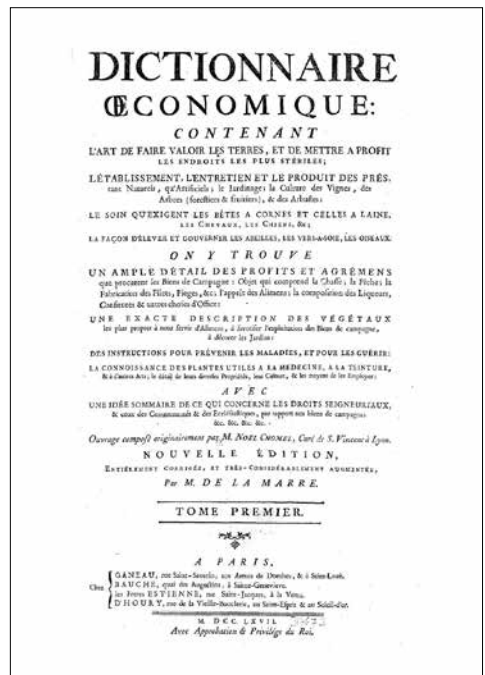 DICTIONNAIRE
ŒCONOMIQUE:
CONTENANT
L'ART DE FAIRE VALOIR LES TERRES, ET DE METTRE A PROFIT
LES ENDROITS LES PLUS STÉRILES;
L'ÉTABLISSEMENT, L'ENTRETIEN ET LE PRODUIT DES PRÉS,
tant Naturels, qu'Artificiels; le Jardinage; la Culture des Vignes, des
Arbres (forestiers & fruitiers), & des Arbustes:
LE SOIN QU'EXIGENT LES BÊTES A CORNES ET CELLES A LAINE,
LES CHEVAUX, LES CHIENS, &c;
LA FAÇON D'ÉLEVER ET GOUVERNER LES ABEILLES, LES VERS-A-SOIE, LES OISEAUX.
ON Y TROUVE
UN AMPLE DÉTAIL DES PROFITS ET AGRÉMENS
que procurent les Biens de Campagne: Objet qui comprend la Chasse; la Pêche; la
Fabrication des Filets, Pieges, &c; l'apprêt des Alimens; la composition des Liqueurs,
Confitures & autres choses d'Office:
UNE EXACTE DESCRIPTION DES VÉGÉTAUX
les plus propres à nous servir d'Alimens, à favoriser l'exploitation des Biens de campagne,
à décorer les Jardins:
DES INSTRUCTIONS POUR PRÉVENIR LES MALADIES, ET POUR LES GUÉRIR:
LA CONNOISSANCE DES PLANTES UTILES A LA MEDECINE, A LA TEINTURE,
& à d'autres Arts; le détail de leurs diverses Propriétés, leur Culture, & les moyens de les Employer:
AVEC
UNE IDÉE SOMMAIRE DE CE QUI CONCERNE LES DROITS SEIGNEURIAUX,
& ceux des Communautés & des Ecclésiastiques, par rapport aux biens de campagne;
&c. &c. &c. &c.
Ouvrage composé originairement par M. NOEL CHOMEL, Curé de S. Vincent à Lyon.
NOUVELLE ÉDITION,
ENTIÉREMENT CORRIGÉE, ET TRÈS-CONSIDÉRABLEMENT AUGMENTÉE,
Par M. DE LA MARRE.
TOME PREMIER.
A PARIS,
Chez
GANEAU, rue Saint-Severin, aux Armes de Dombes, & à Saint-Louis.
BAUCHE, quai des Augustins, à Sainte-Genevieve.
les Freres ESTIENNE, rue Saint-Jacques, à la Vertu.
D'HOURY, rue de la Vieille-Bouclerie, au Saint-Esprit & au Soleil-d'or.
M. DCC. LXVII.
Avec Approbation & Privilége du Roi.